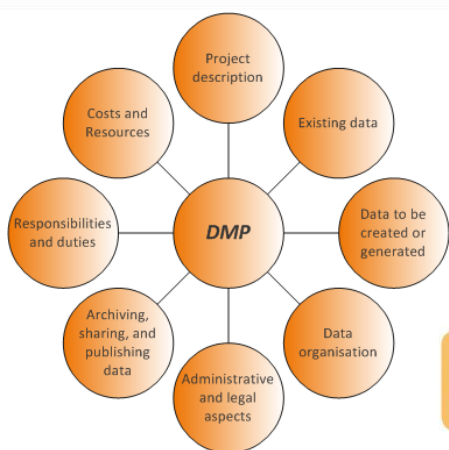 Project
description
Existing data
Data to be
created or
generated
Data
organisation
Administrative
and legal
aspects
Archiving,
sharing, and
publishing
data
Responsibilities
and duties
Costs and
Resources
DMP